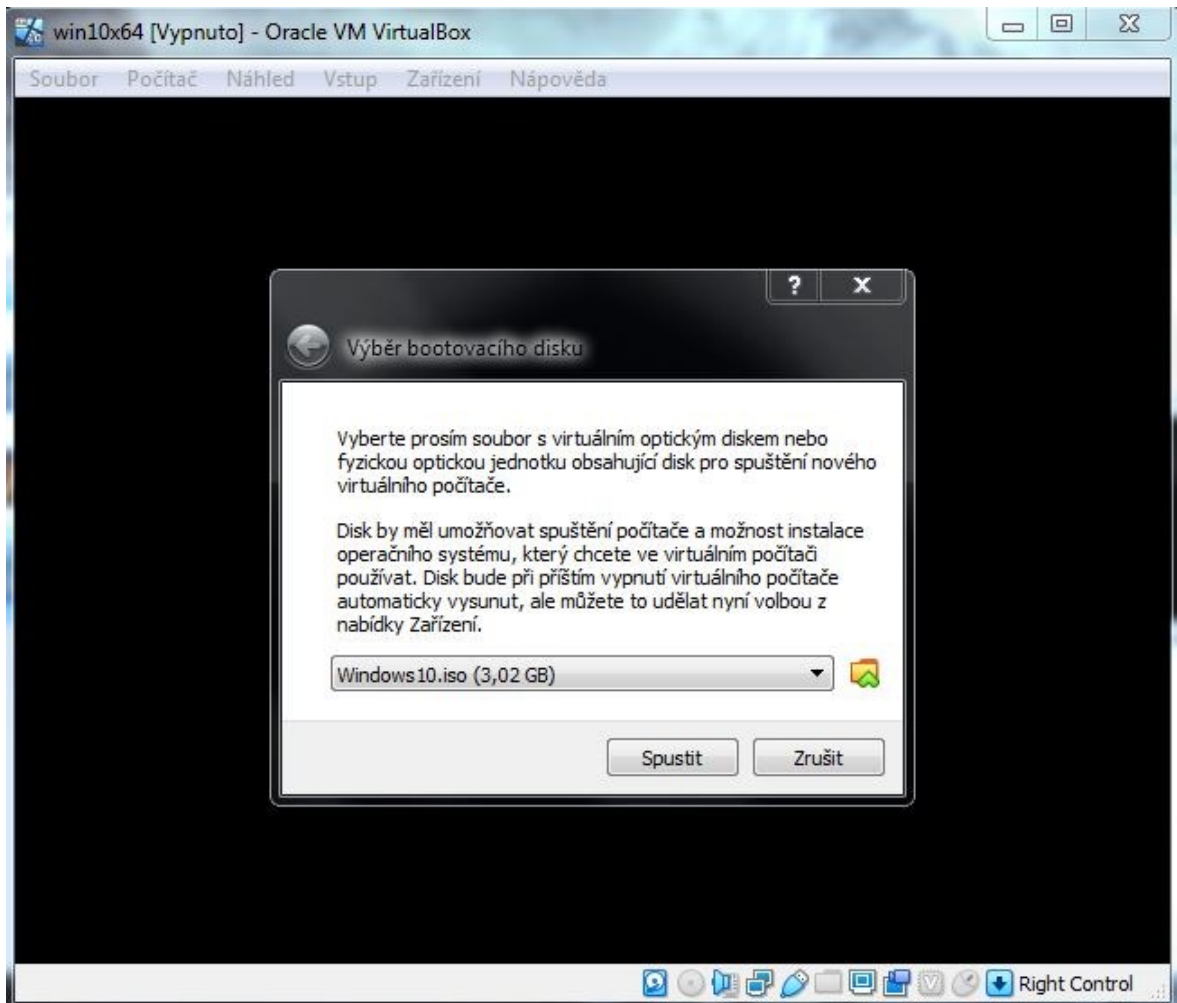 win10x64 [Vypnuto] - Oracle VM VirtualBox
Soubor Počítač Náhled Vstup Zařízení Nápověda
?
Výběr bootovacího disku
Vyberte prosím soubor s virtuálním optickým diskem nebo
fyzickou optickou jednotku obsahující disk pro spuštění nového
virtuálního počítače.
Disk by měl umožňovat spuštění počítače a možnost instalace
operačního systému, který chcete ve virtuálním počítači
používat. Disk bude při příštím vypnutí virtuálního počítače
automaticky vysunut, ale můžete to udělat nyní volbou z
nabídky Zařízení.
Windows10.iso (3,02 GB)
Spustit Zrušit
Right Control